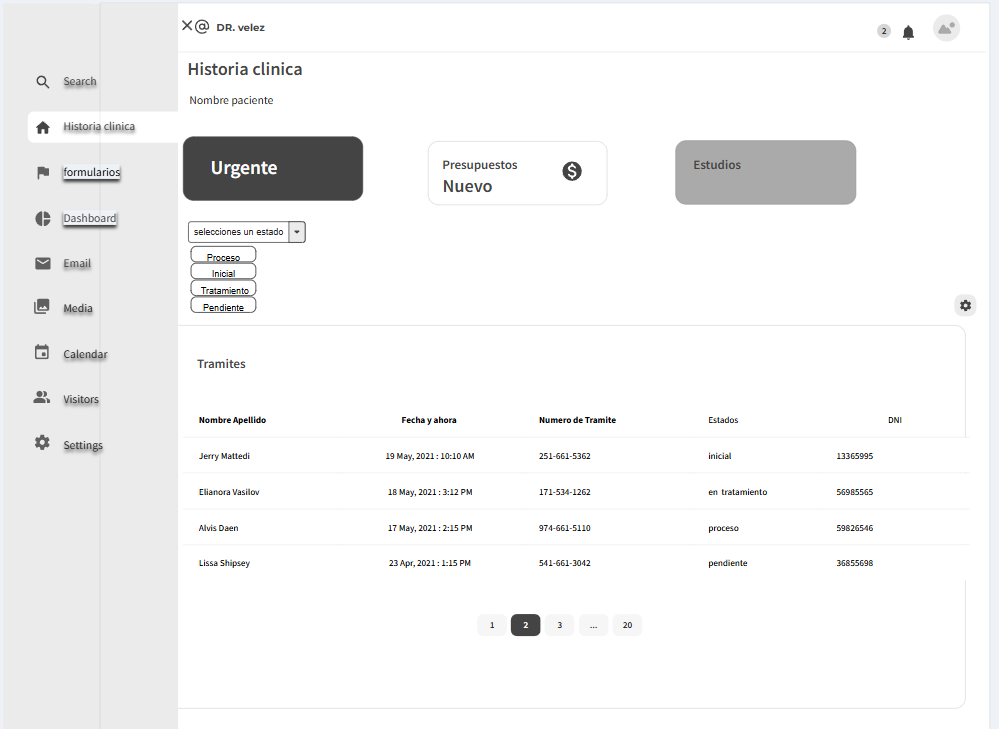 DR. velez
2
Search
Historia clinica
formularios
Dashboard
Email
Media
Calendar
Visitors
Settings
Historia clinica
Nombre paciente
Urgente
Presupuestos
Nuevo
Estudios
selecciones un estado
Proceso
Inicial
Tratamiento
Pendiente
Tramites
Nombre Apellido Fecha y ahora Numero de Tramite Estados DNI
Jerry Mattedi 19 May, 2021 : 10:10 AM 251-661-5362 inicial 13365995
Elianora Vasilov 18 May, 2021 : 3:12 PM 171-534-1262 en tratamiento 56985565
Alvis Daen 17 May, 2021 : 2:15 PM 974-661-5110 proceso 59826546
Lissa Shipsey 23 Apr, 2021 : 1:15 PM 541-661-3042 pendiente 36855698
1 2 3 ... 20